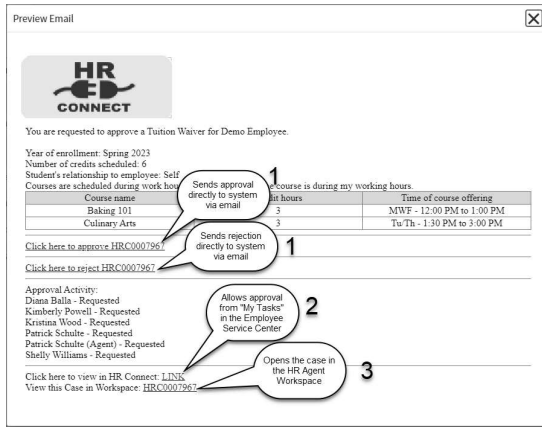 Preview Email
HR
CONNECT
You are requested to approve a Tuition Waiver for Demo Employee.
Year of enrollment: Spring 2023
Number of credits scheduled: 6
Student's relationship to employee: Self
Courses are scheduled during work hou
e course is during my working hours.
Sends approval
directly to system
via email
1
Course name
dit hours
Time of course offering
Baking 101
3
MWF - 12:00 PM to 1:00 PM
Culinary Arts
3
Tu/Th - 1:30 PM to 3:00 PM
Click here to approve HRC0007967
Sends rejection
directly to system
via email
1
Click here to reject HRC0007967
Approval Activity:
Diana Balla - Requested
Kimberly Powell - Requested
Kristina Wood - Requested
Patrick Schulte - Requested
Patrick Schulte (Agent) - Requested
Shelly Williams - Requested
Allows approval
from "My Tasks"
in the Employee
Service Center
2
Click here to view in HR Connect: LINK
View this Case in Workspace: HRC0007967
Opens the case in
the HR Agent
Workspace
3